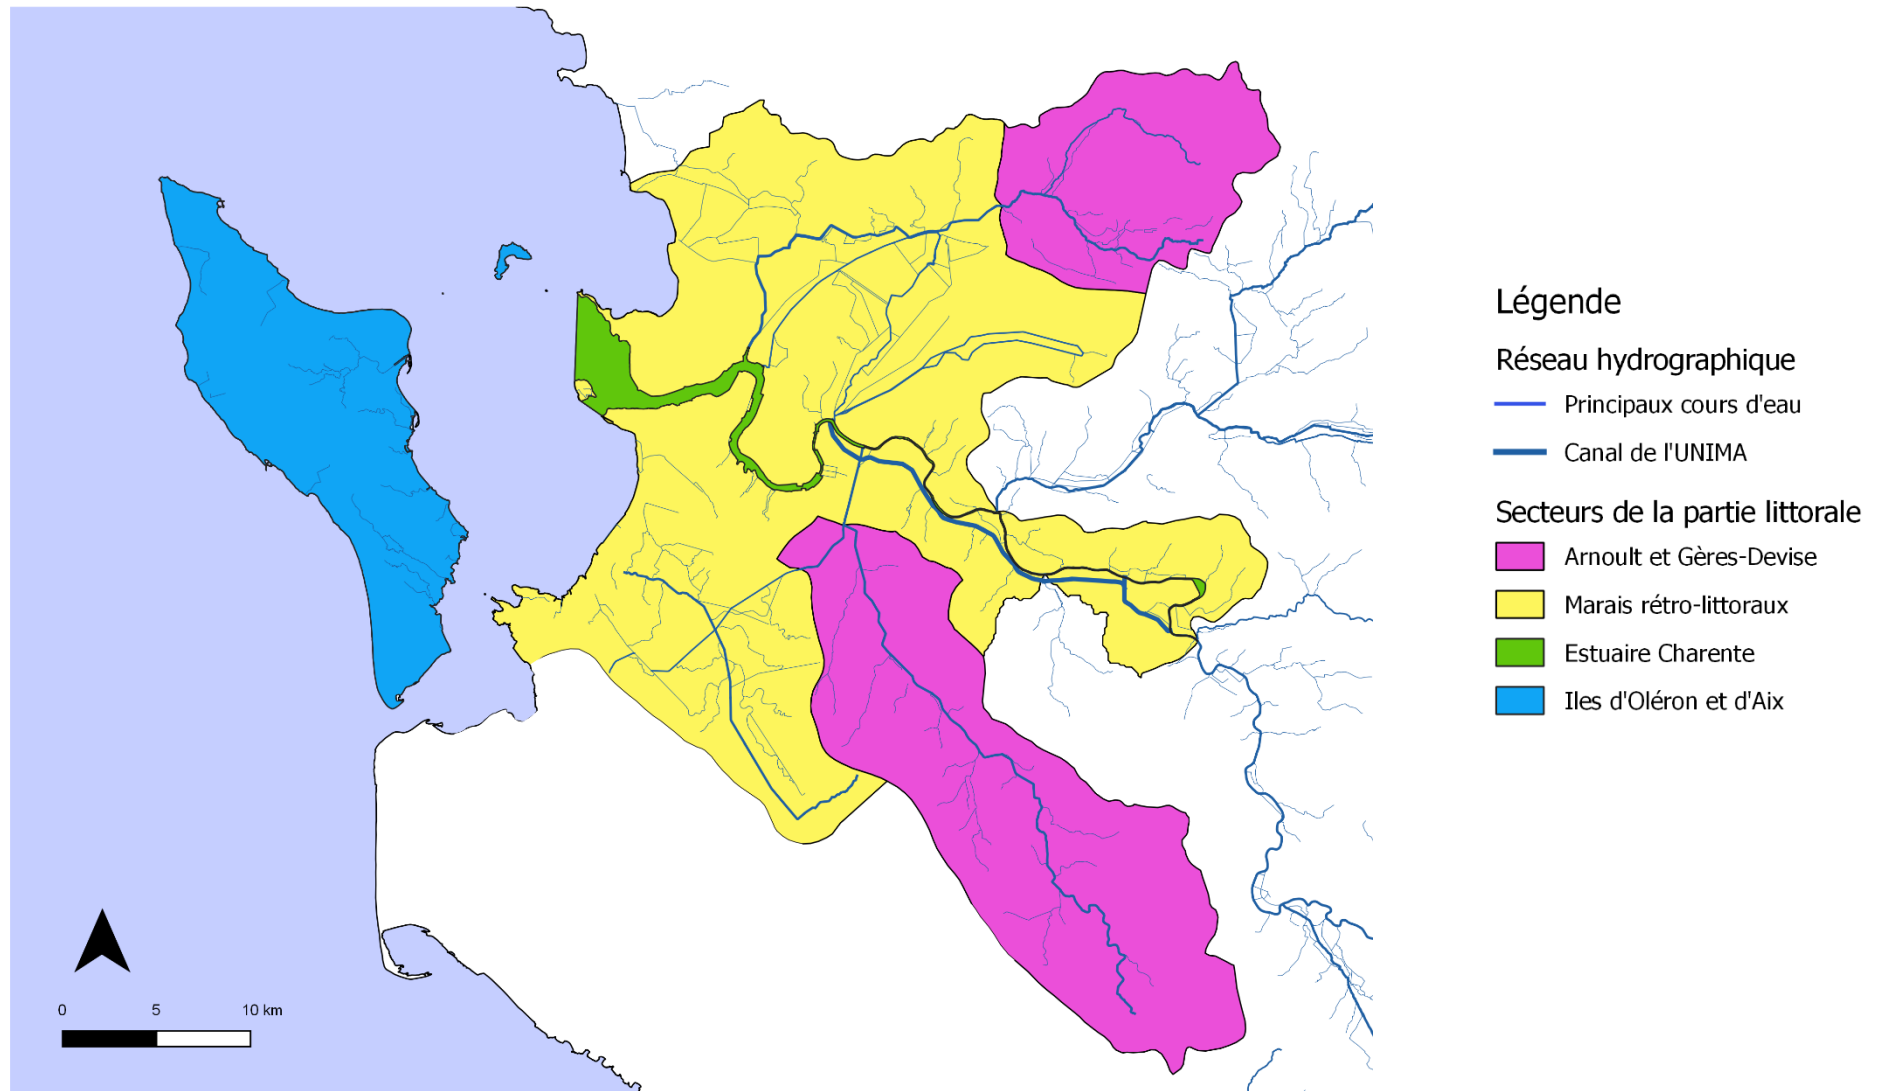 Légende
Réseau hydrographique
Principaux cours d'eau
Canal de l'UNIMA
Secteurs de la partie littorale
Arnoult et Gères-Devise
Marais rétro-littoraux
Estuaire Charente
Iles d'Oléron et d'Aix
0 5 10 km